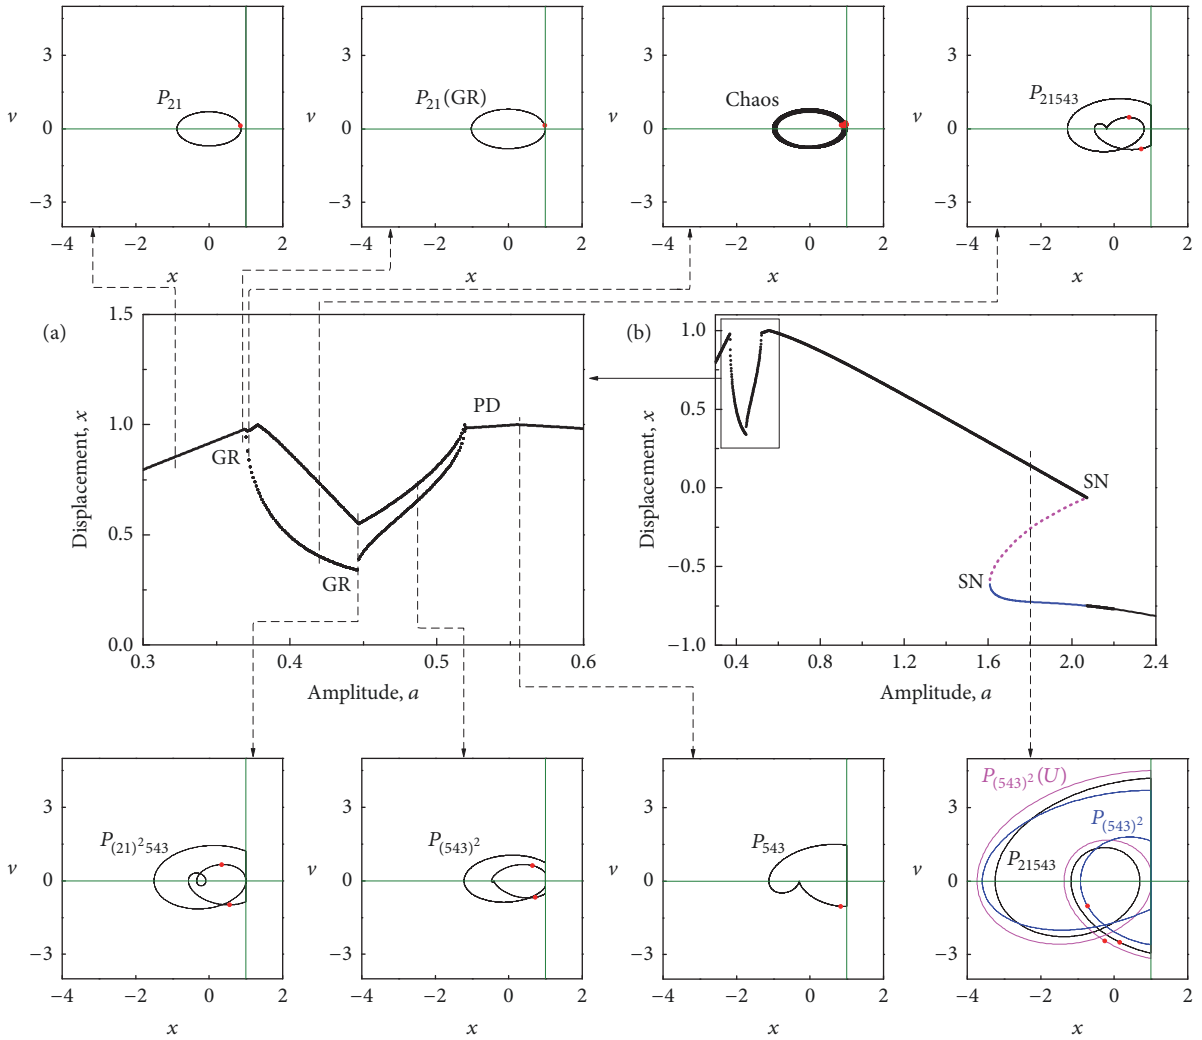 3
3
3
3
v
P21
0
v
P21(GR)
0
v
Chaos
0
v
P21543
0
−3
−3
−3
−3
−4 −2 0 2
−4 −2 0 2
−4 −2 0 2
−4 −2 0 2
x
x
x
x
(a)
1.5
1.0
0.5
0.0
Displacement, x
GR
GR
PD
0.3 0.4 0.5 0.6
Amplitude, a
(b)
1.0
0.5
0.0
−0.5
−1.0
Displacement, x
SN
SN
0.4 0.8 1.2 1.6 2.0 2.4
Amplitude, a
3
P(21)²543
v
0
−3
−4 −2 0 2
x
3
P(543)²
v
0
−3
−4 −2 0 2
x
3
P543
v
0
−3
−4 −2 0 2
x
P(543)²(U)
3
P(543)²
P21543
v
0
−3
−4 −2 0 2
x